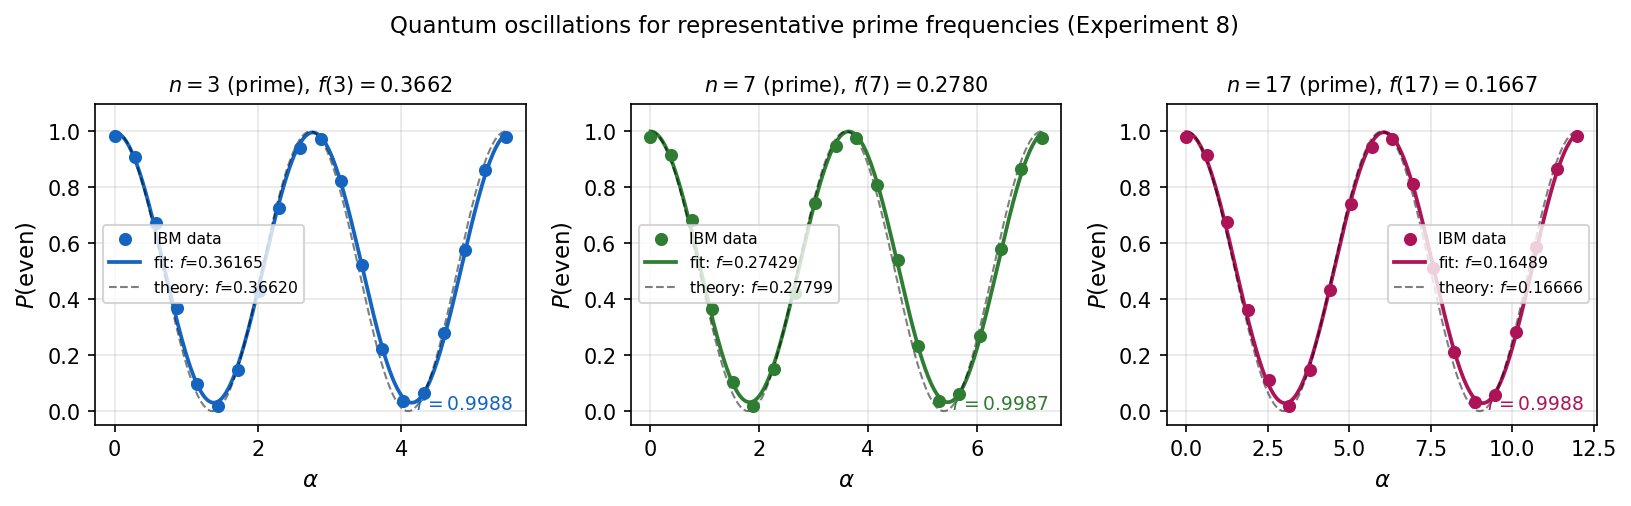 Quantum oscillations for representative prime frequencies (Experiment 8)
n = 3 (prime), f(3) = 0.3662
1.0
0.8
0.6
0.4
0.2
0.0
P(even)
IBM data
fit: f=0.36165
theory: f=0.36620
= 0.9988
0
2
4
α
n = 7 (prime), f(7) = 0.2780
1.0
0.8
0.6
0.4
0.2
0.0
P(even)
IBM data
fit: f=0.27429
theory: f=0.27799
= 0.9987
0
2
4
6
α
n = 17 (prime), f(17) = 0.1667
1.0
0.8
0.6
0.4
0.2
0.0
P(even)
IBM data
fit: f=0.16489
theory: f=0.16666
= 0.9988
0.0
2.5
5.0
7.5
10.0
12.5
α